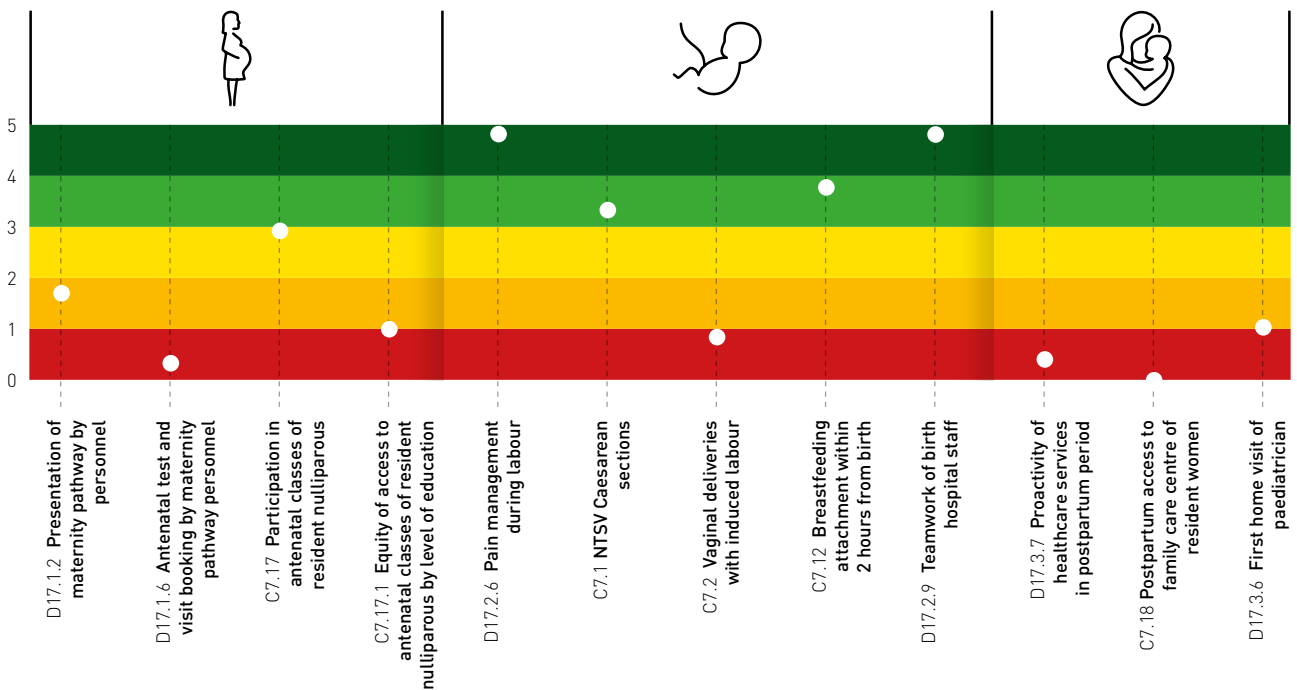 5
4
3
2
1
0
D17.1.2 Presentation of
maternity pathway by
personnel
D17.1.6 Antenatal test and
visit booking by maternity
pathway personnel
C7.17 Participation in
antenatal classes of
resident nulliparous
C7.17.1 Equity of access to
antenatal classes of resident
nulliparous by level of education
D17.2.6 Pain management
during labour
C7.1 NTSV Caesarean
sections
C7.2 Vaginal deliveries
with induced labour
C7.12 Breastfeeding
attachment within
2 hours from birth
D17.2.9 Teamwork of birth
hospital staff
D17.3.7 Proactivity of
healthcare services
in postpartum period
C7.18 Postpartum access to
family care centre of
resident women
D17.3.6 First home visit of
paediatrician